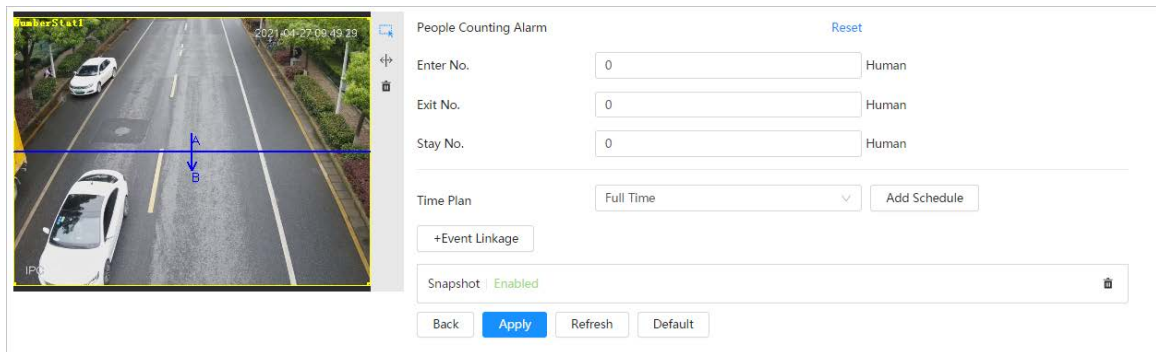 NumberStat1
2021-04-27 09:49:29
A
B
IPC
People Counting Alarm Reset
Enter No. 0 Human
Exit No. 0 Human
Stay No. 0 Human
Time Plan Full Time Add Schedule
+Event Linkage
Snapshot Enabled
Back Apply Refresh Default